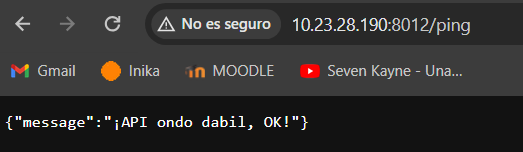 No es seguro 10.23.28.190:8012/ping
Gmail Inika MOODLE Seven Kayne - Una...
{"message":"¡API ondo dabil, OK!"}